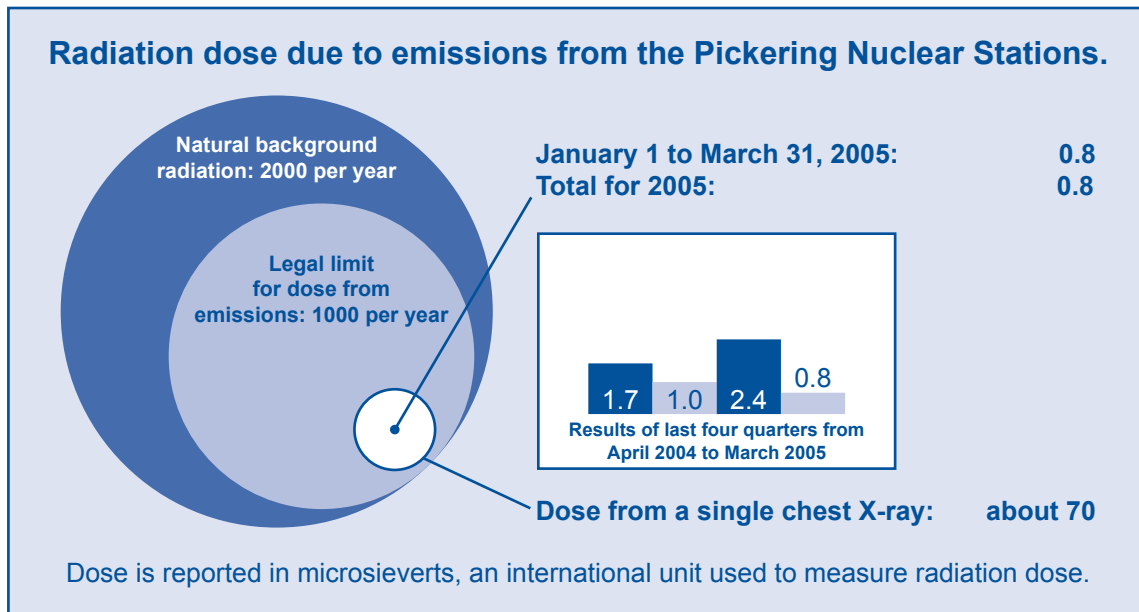 Radiation dose due to emissions from the Pickering Nuclear Stations.
Natural background
radiation: 2000 per year
Legal limit
for dose from
emissions: 1000 per year
January 1 to March 31, 2005: 0.8
Total for 2005: 0.8
1.7 1.0 2.4 0.8
Results of last four quarters from
April 2004 to March 2005
Dose from a single chest X-ray: about 70
Dose is reported in microsieverts, an international unit used to measure radiation dose.